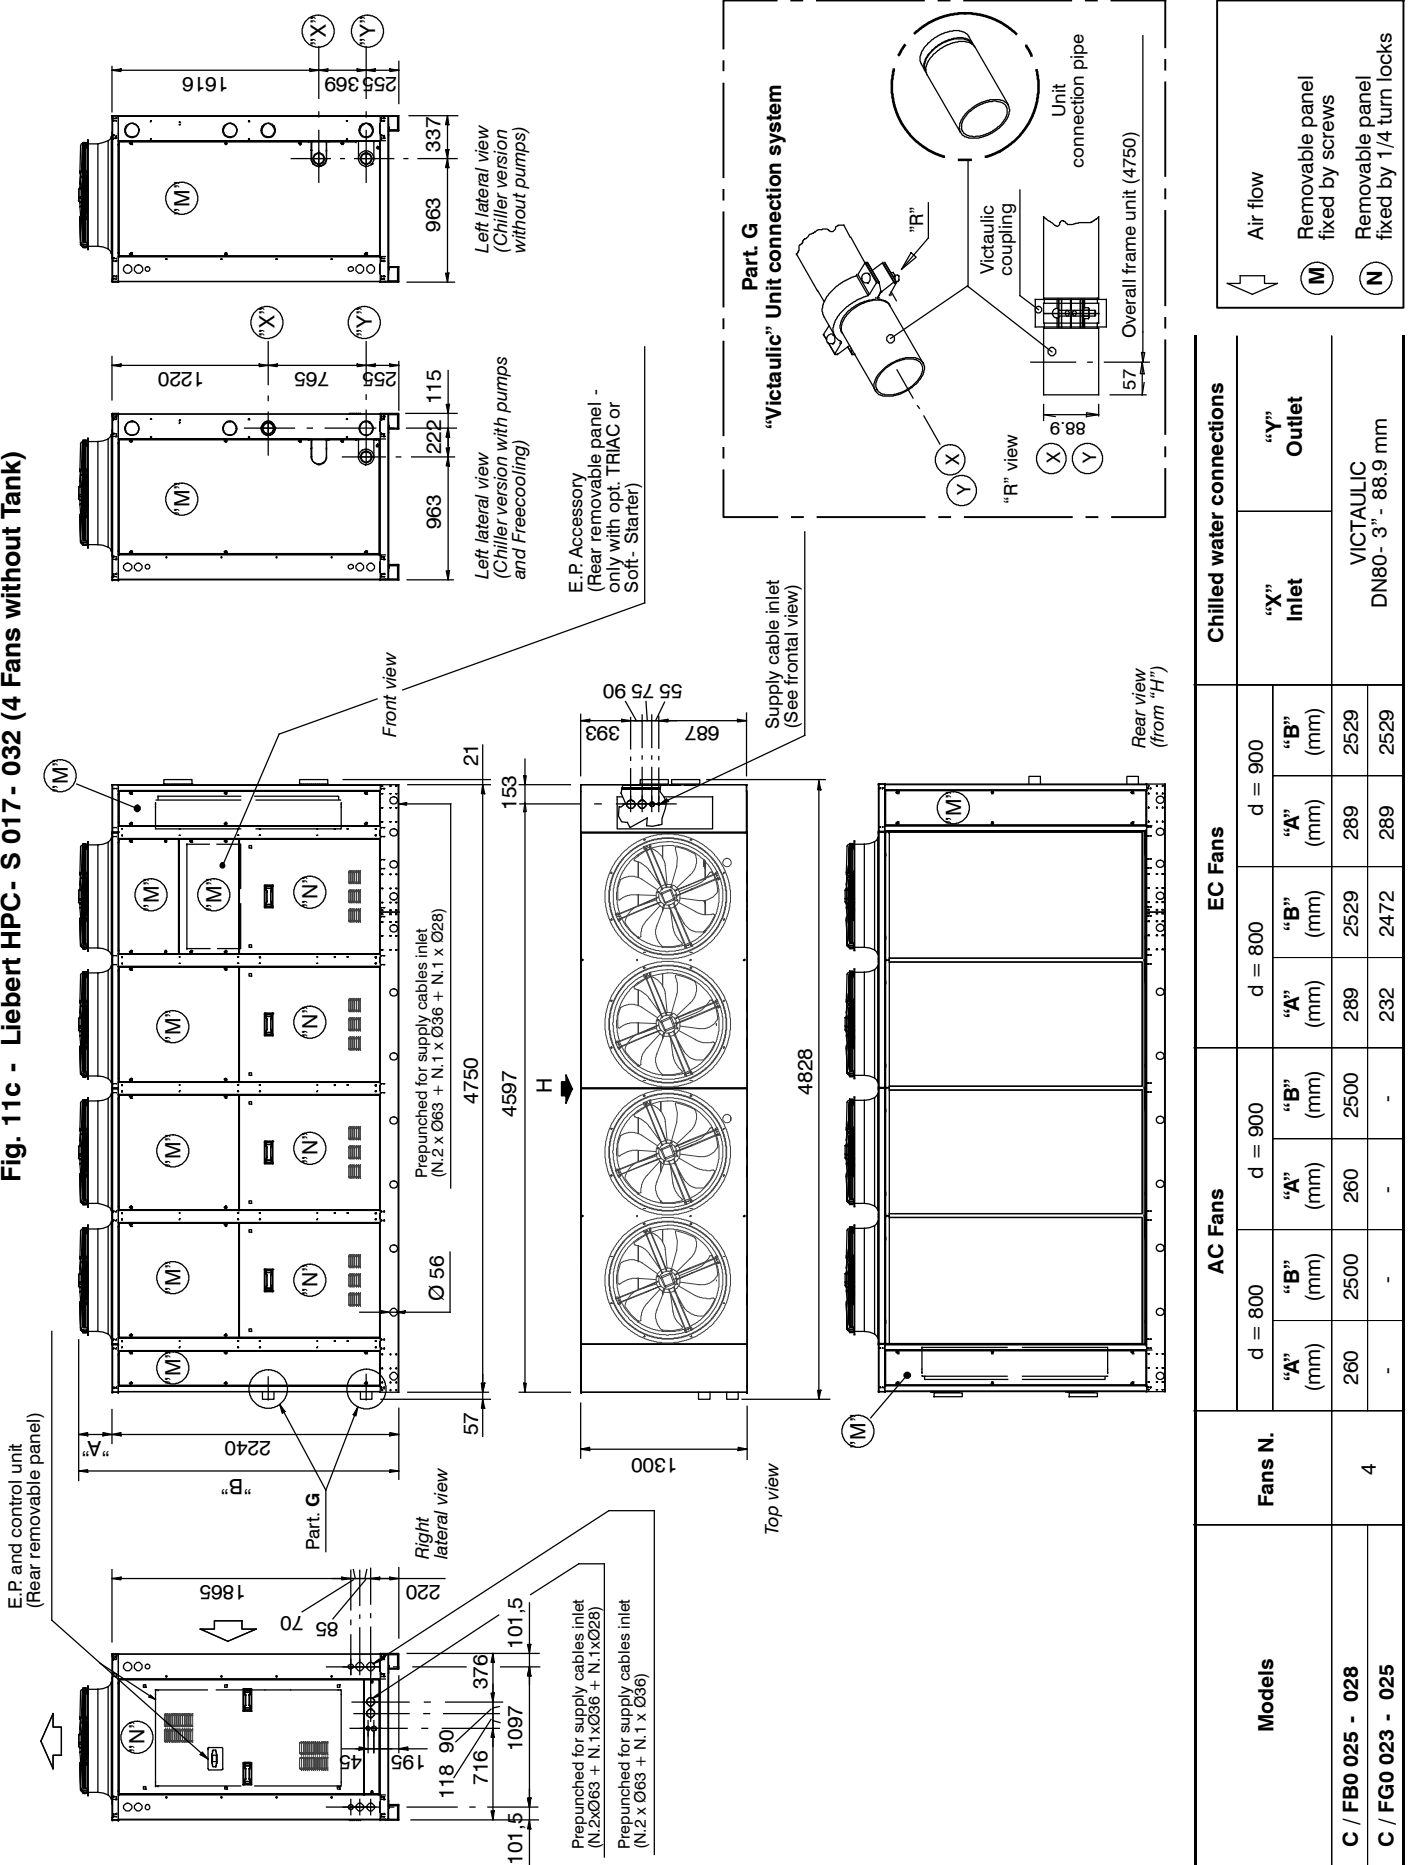 Fig. 11c - Liebert HPC- S 017- 032 (4 Fans without Tank)
E.P. and control unit
(Rear removable panel)
"N"
1865
70
85
220
45
195
101,5
376
118
90
716
1097
101,5
Prepunched for supply cables inlet
(N.2xØ63 + N.1xØ36 + N.1xØ28)
Prepunched for supply cables inlet
(N.2 x Ø63 + N.1 x Ø36)
Right
lateral view
"A"
"B"
2240
Part. G
57
"M"
"M"
"M"
"M"
"M"
"M"
"M"
"N"
"N"
"N"
"N"
Ø 56
Prepunched for supply cables inlet
(N.2 x Ø63 + N.1 x Ø36 + N.1 x Ø28)
4750
21
4597
153
Front view
E.P. Accessory
(Rear removable panel -
only with opt. TRIAC or
Soft- Starter)
"M"
1220
765
255
"X"
"Y"
963
222
115
Left lateral view
(Chiller version with pumps
and Freecooling)
"M"
1616
369
255
"X"
"Y"
963
337
Left lateral view
(Chiller version
without pumps)
H
1300
393
90
75
55
687
4828
Top view
Supply cable inlet
(See frontal view)
"M"
"M"
Rear view
(from "H")
Part. G
"Victaulic" Unit connection system
"R"
X
Y
Unit
connection pipe
"R" view
Victaulic
coupling
X
Y
88.9
57
Overall frame unit (4750)
Air flow
M Removable panel
fixed by screws
N Removable panel
fixed by 1/4 turn locks
Models Fans N. AC Fans EC Fans Chilled water connections
d = 800 d = 900 d = 800 d = 900 "X" Inlet "Y" Outlet
"A" (mm) "B" (mm) "A" (mm) "B" (mm) "A" (mm) "B" (mm) "A" (mm) "B" (mm)
C / FB0 025 - 028 4 260 2500 260 2500 289 2529 289 2529 VICTAULIC
C / FG0 023 - 025 - - - - 232 2472 289 2529 DN80- 3" - 88.9 mm